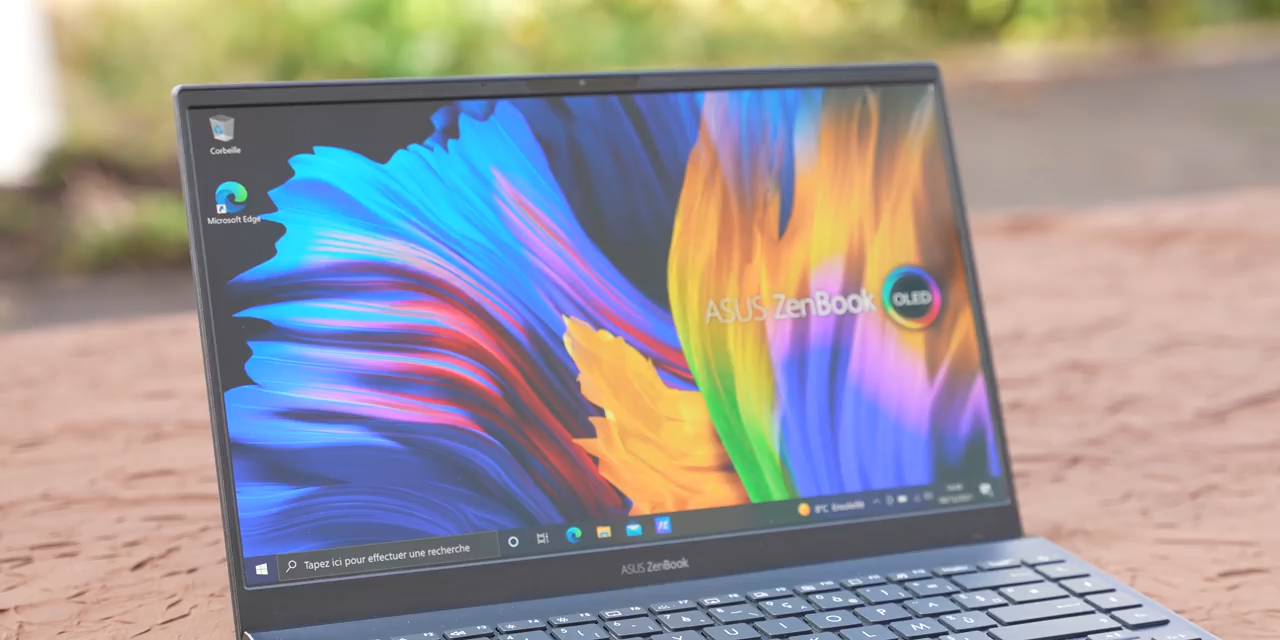 Corbeille
Microsoft Edge
ASUS ZenBook
OLED
Tapez ici pour effectuer une recherche
8°C Ensoleillé
ASUS ZenBook
Y U I O P
L M